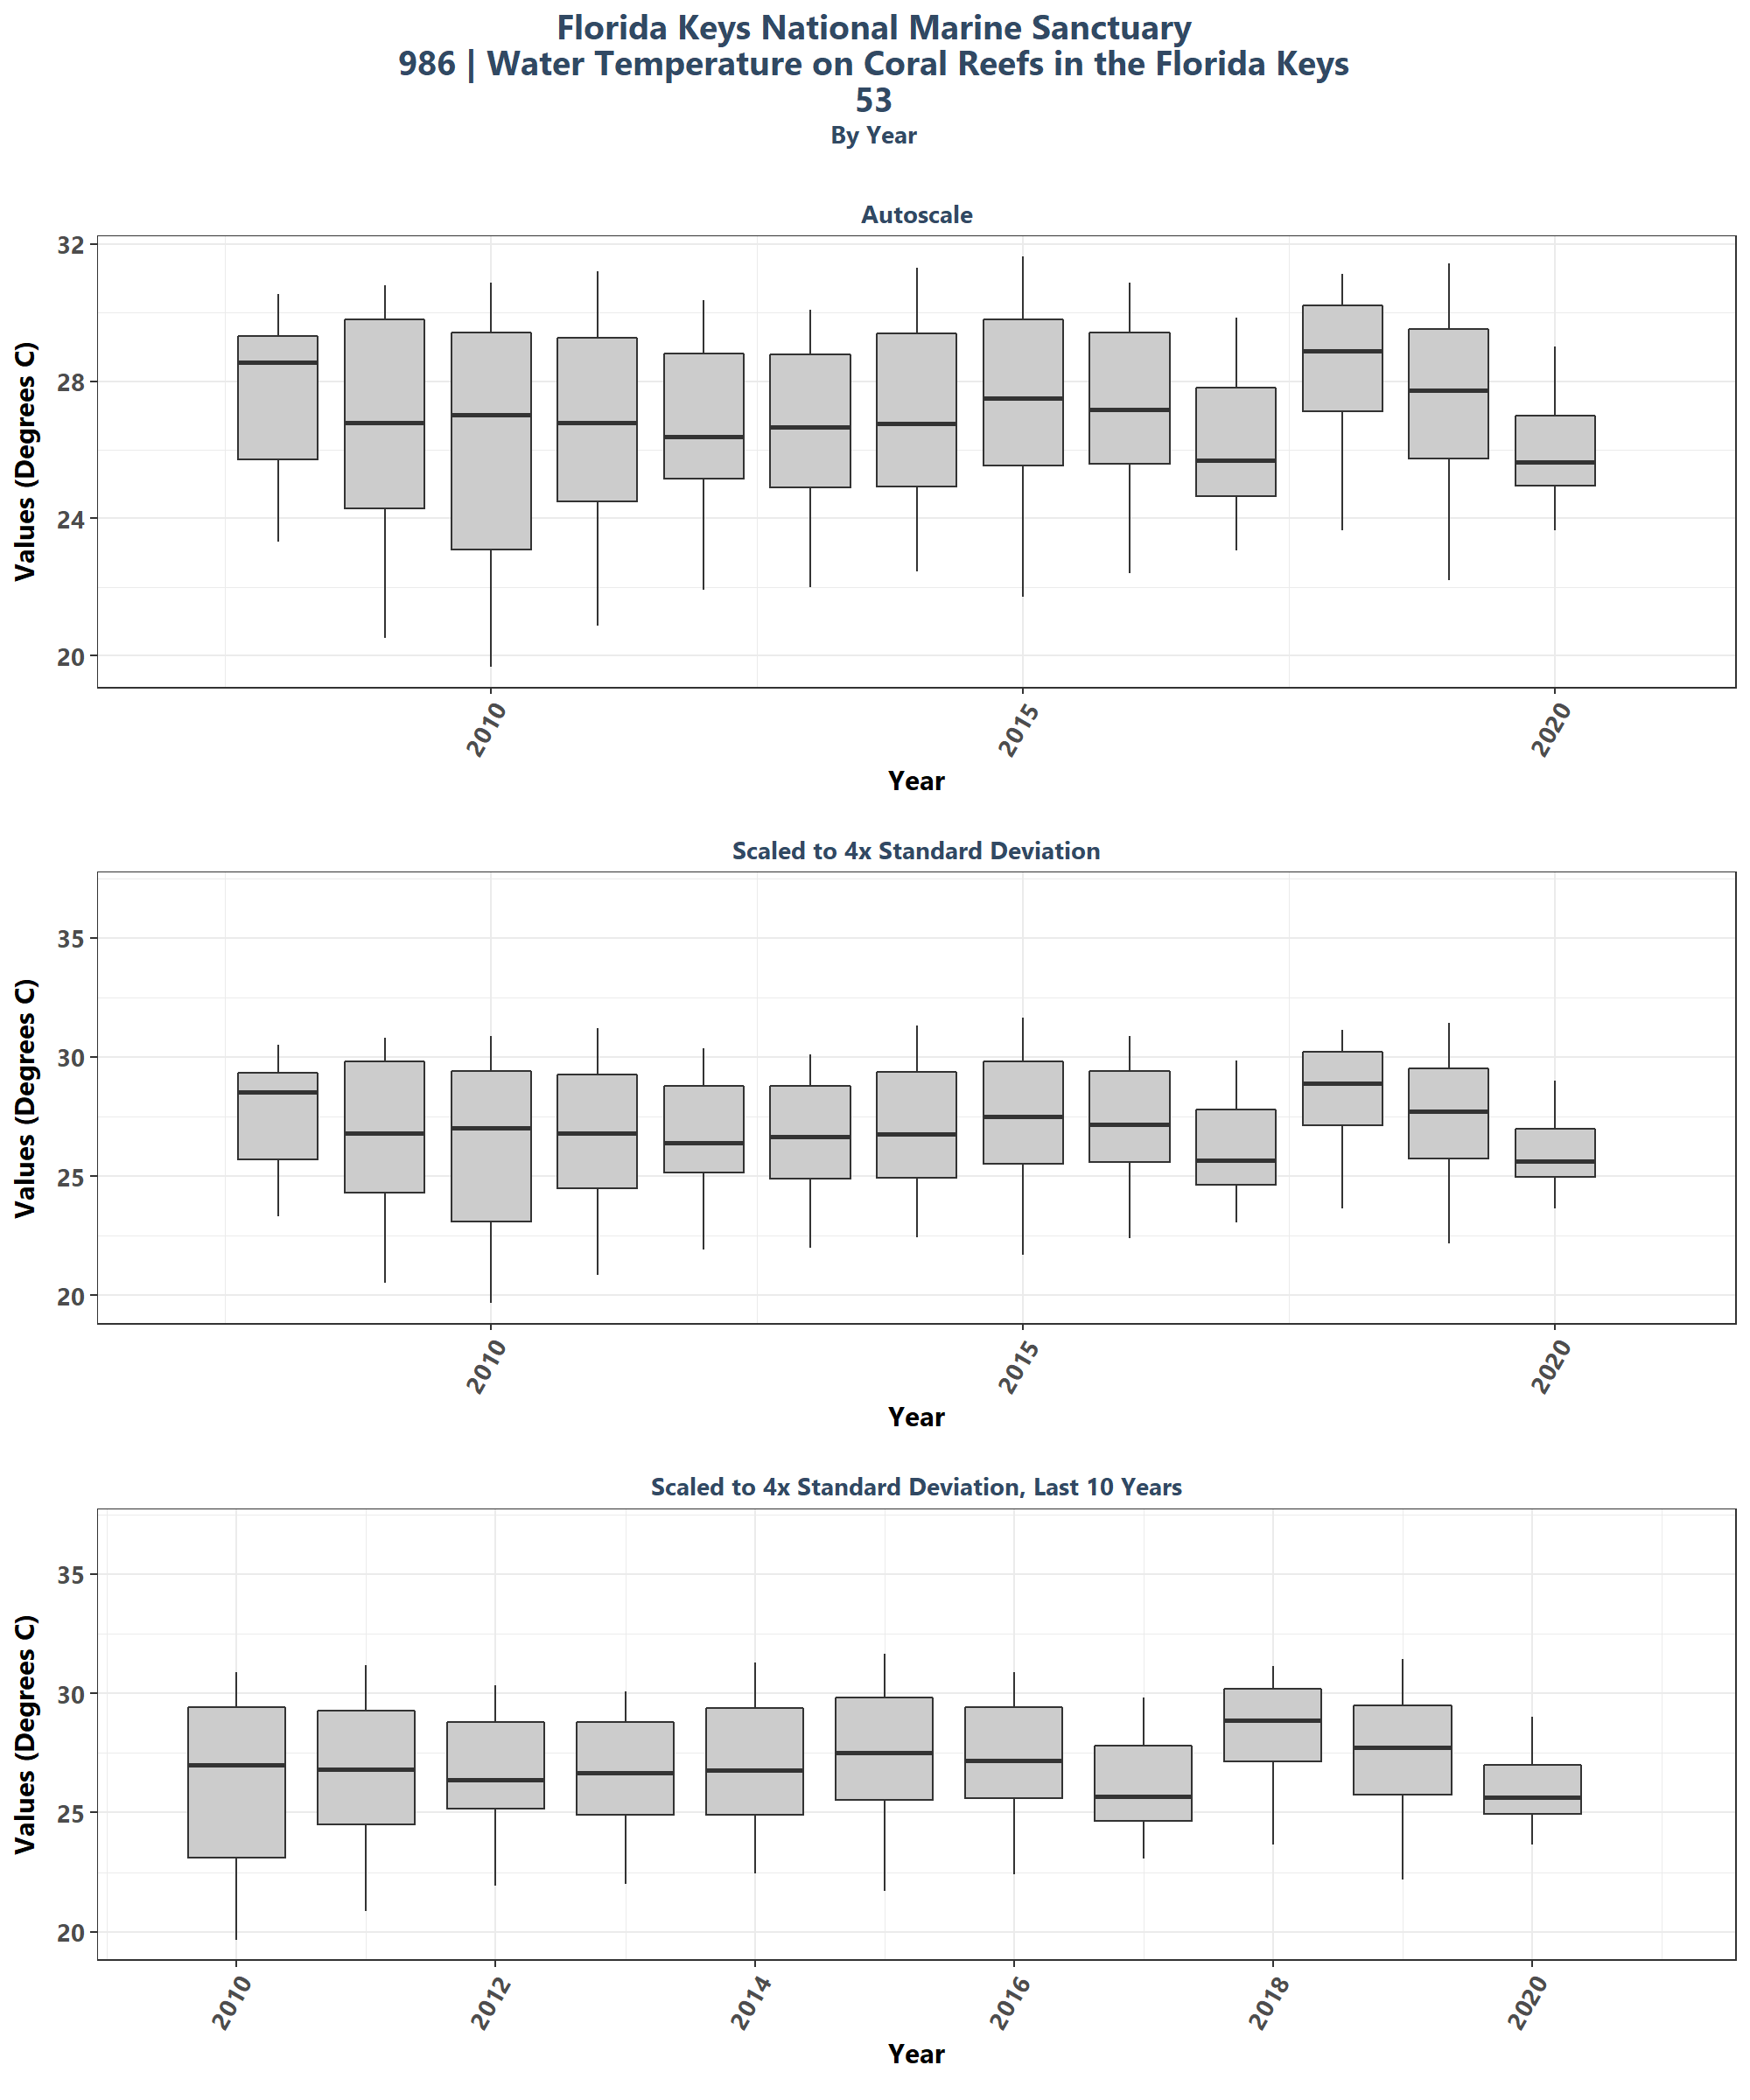 Florida Keys National Marine Sanctuary
986 | Water Temperature on Coral Reefs in the Florida Keys
53
By Year
Autoscale
Values (Degrees C)
32
28
24
20
2010
2015
2020
Year
Scaled to 4x Standard Deviation
Values (Degrees C)
35
30
25
20
2010
2015
2020
Year
Scaled to 4x Standard Deviation, Last 10 Years
Values (Degrees C)
35
30
25
20
2010
2012
2014
2016
2018
2020
Year